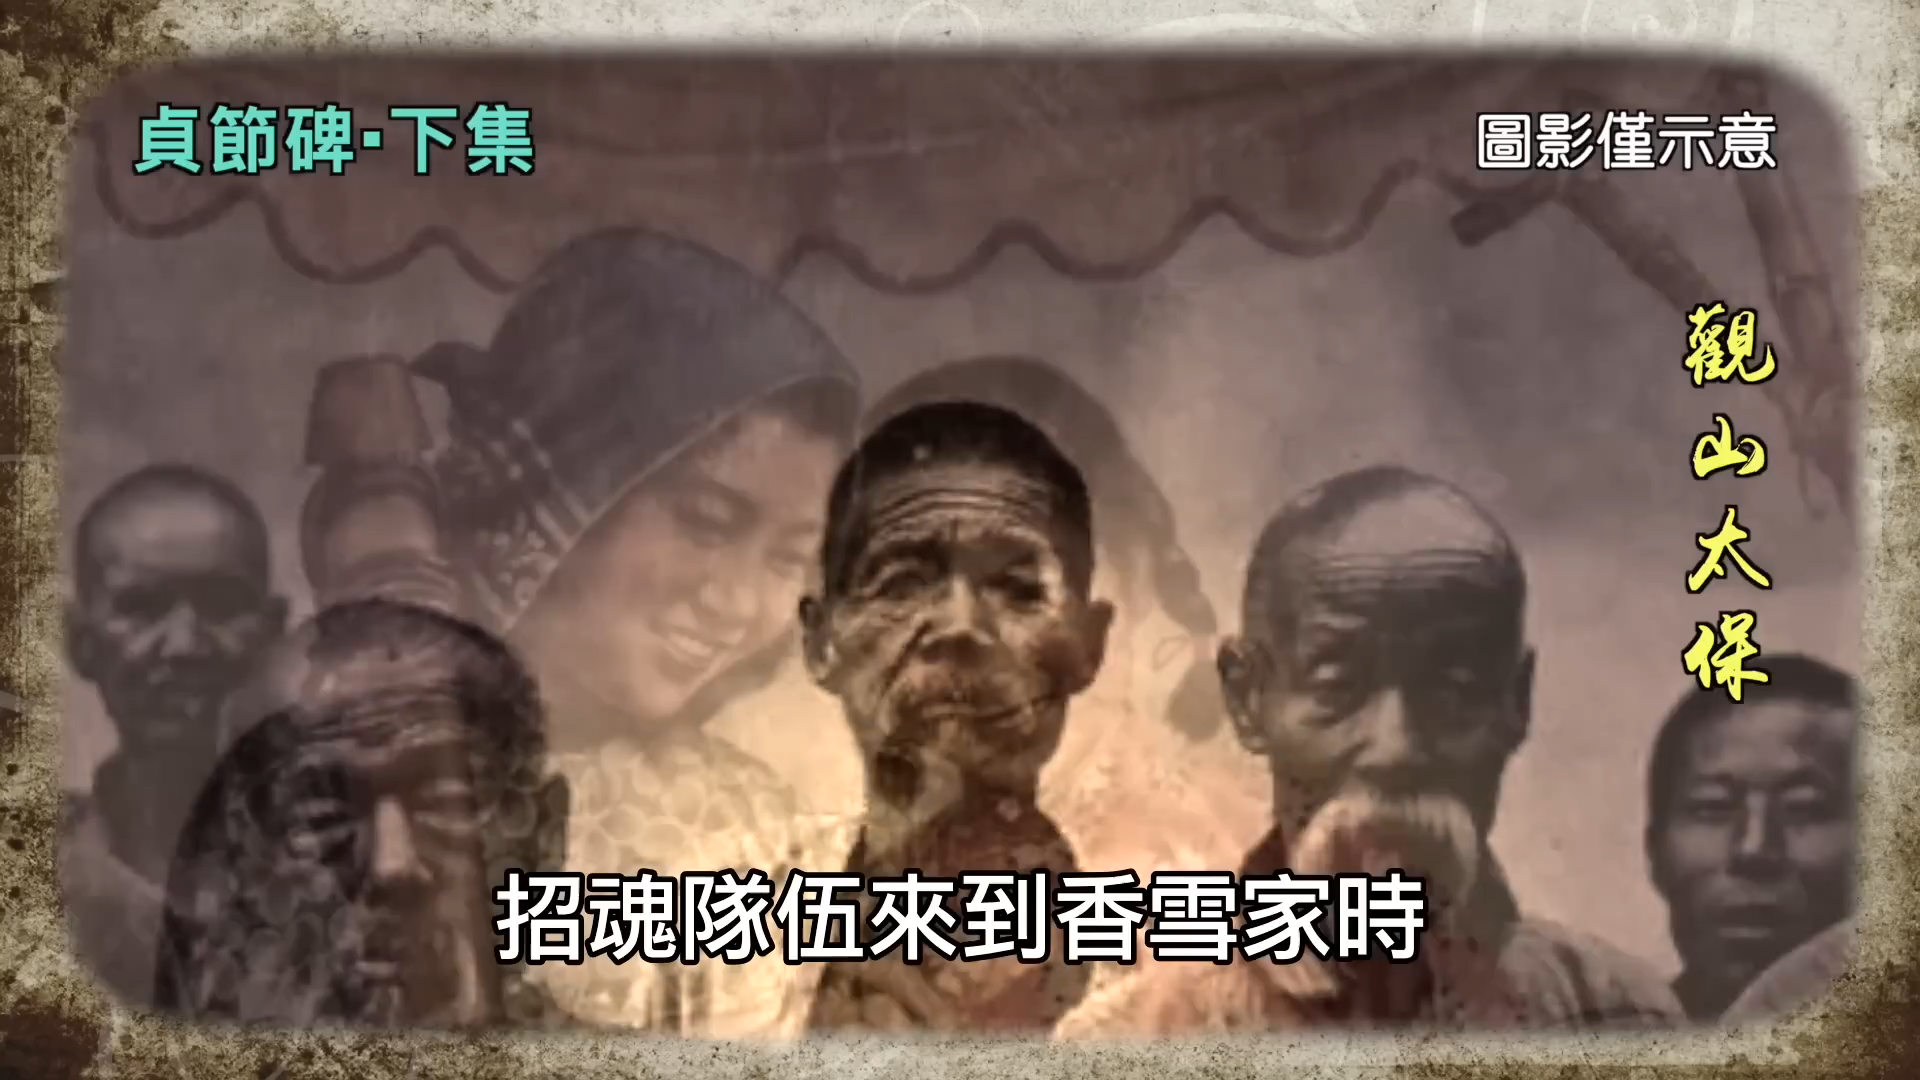 貞節碑·下集
圖影僅示意
觀山太保
招魂隊伍來到香雪家時